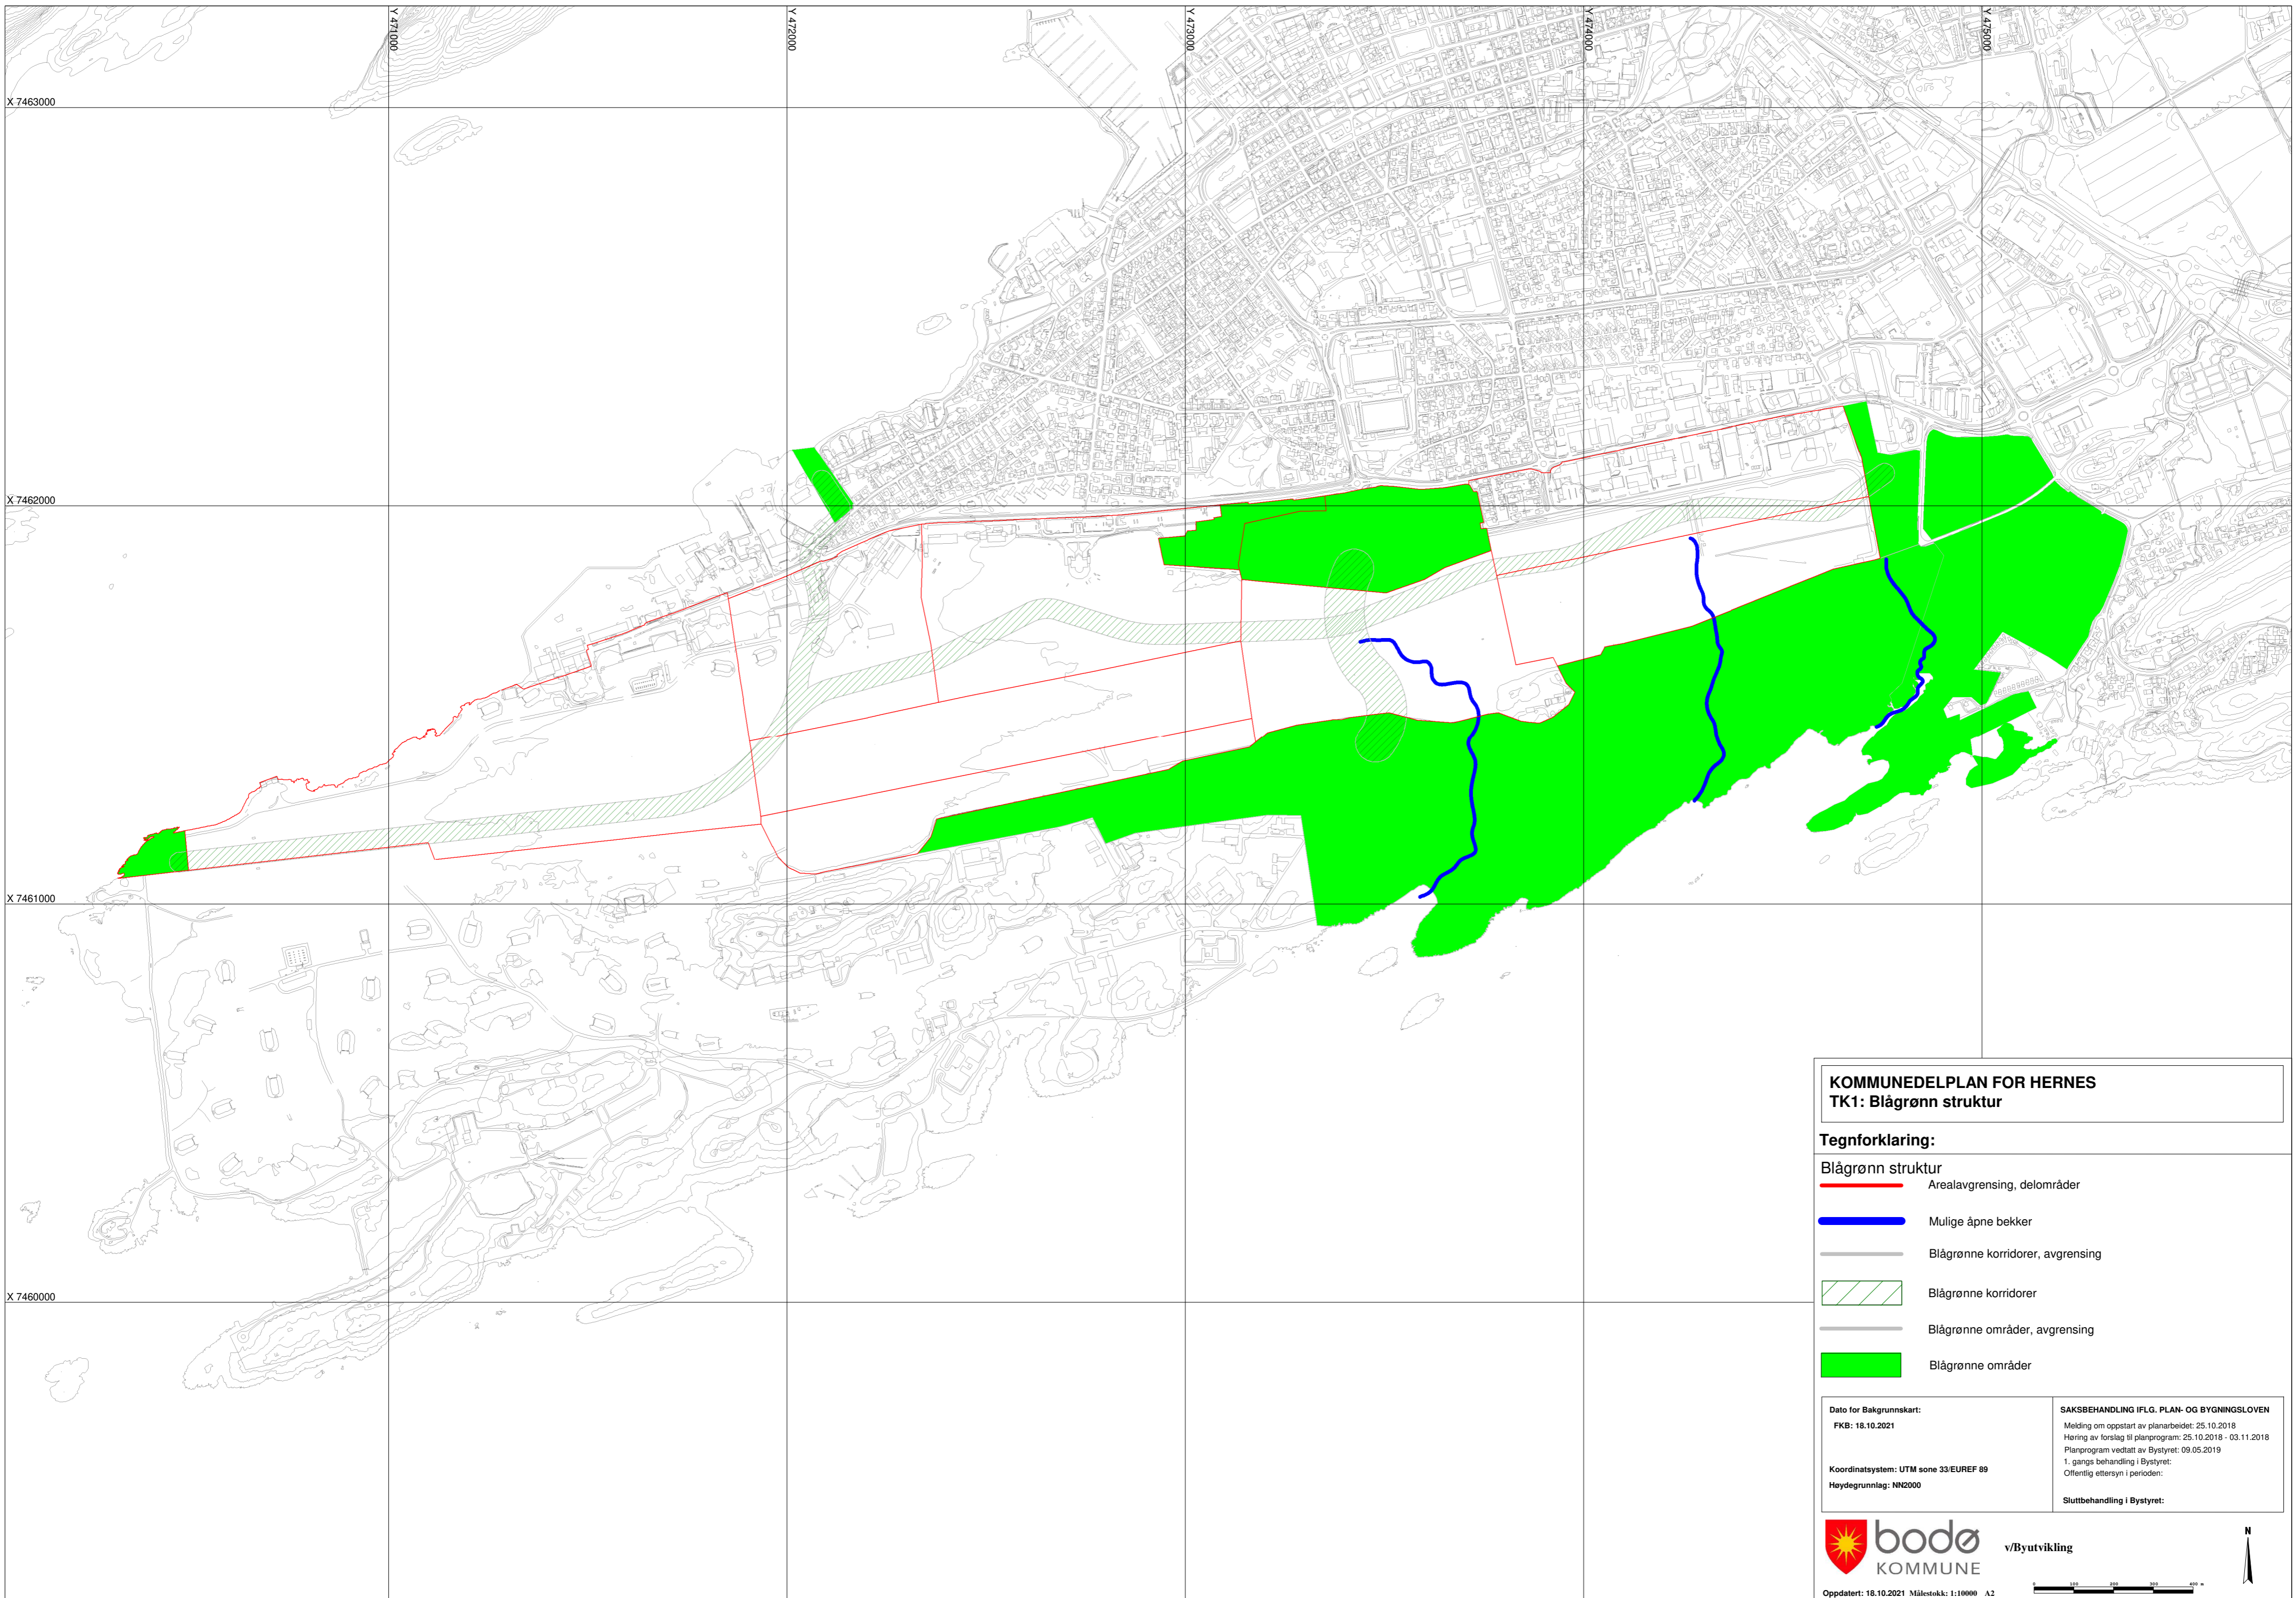 Y 471000
Y 472000
Y 473000
Y 474000
Y 475000
X 7463000
X 7462000
X 7461000
X 7460000
KOMMUNEDELPLAN FOR HERNES
TK1: Blågrønn struktur
Tegnforklaring:
Blågrønn struktur
Arealavgrensing, delområder
Mulige åpne bekker
Blågrønne korridorer, avgrensing
Blågrønne korridorer
Blågrønne områder, avgrensing
Blågrønne områder
Dato for Bakgrunnskart:
FKB: 18.10.2021
Koordinatsystem: UTM sone 33/EUREF 89
Høydegrunnlag: NN2000
SAKSBEHANDLING IFLG. PLAN- OG BYGNINGSLOVEN
Melding om oppstart av planarbeidet: 25.10.2018
Høring av forslag til planprogram: 25.10.2018 - 03.11.2018
Planprogram vedtatt av Bystyret: 09.05.2019
1. gangs behandling i Bystyret:
Offentlig ettersyn i perioden:
Sluttbehandling i Bystyret:
bodø
KOMMUNE
v/Byutvikling
N
0 100 200 300 400 m
Oppdatert: 18.10.2021 Målestokk: 1:10000 A2